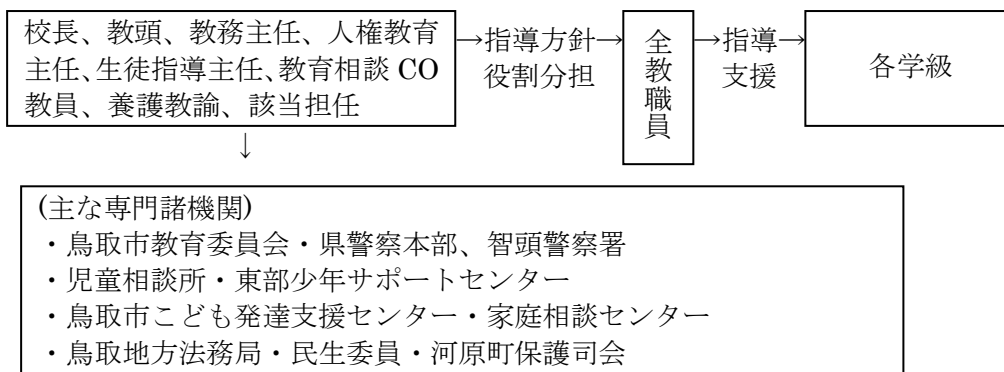 校長、教頭、教務主任、人権教育
主任、生徒指導主任、教育相談 CO
教員、養護教諭、該当担任
→指導方針→
役割分担
全教職員
→指導→
支援
各学級
↓
(主な専門諸機関)
・鳥取市教育委員会・県警察本部、智頭警察署
・児童相談所・東部少年サポートセンター
・鳥取市こども発達支援センター・家庭相談センター
・鳥取地方法務局・民生委員・河原町保護司会